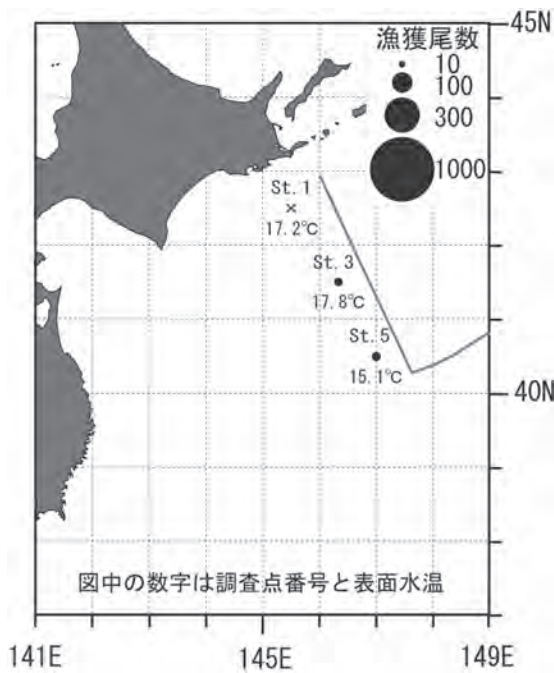 45N
漁獲尾数
10
100
300
1000
St. 1
×
17.2℃
St. 3
17.8℃
St. 5
15.1℃
40N
図中の数字は調査点番号と表面水温
141E
145E
149E